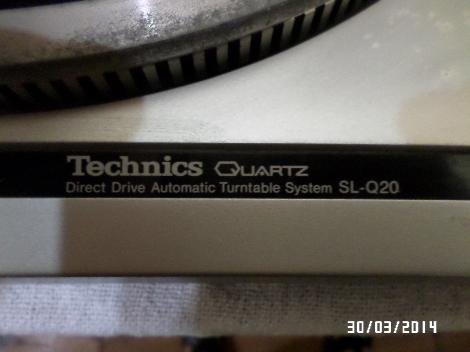 Technics QUARTZ
Direct Drive Automatic Turntable System SL-Q20
30/03/2014